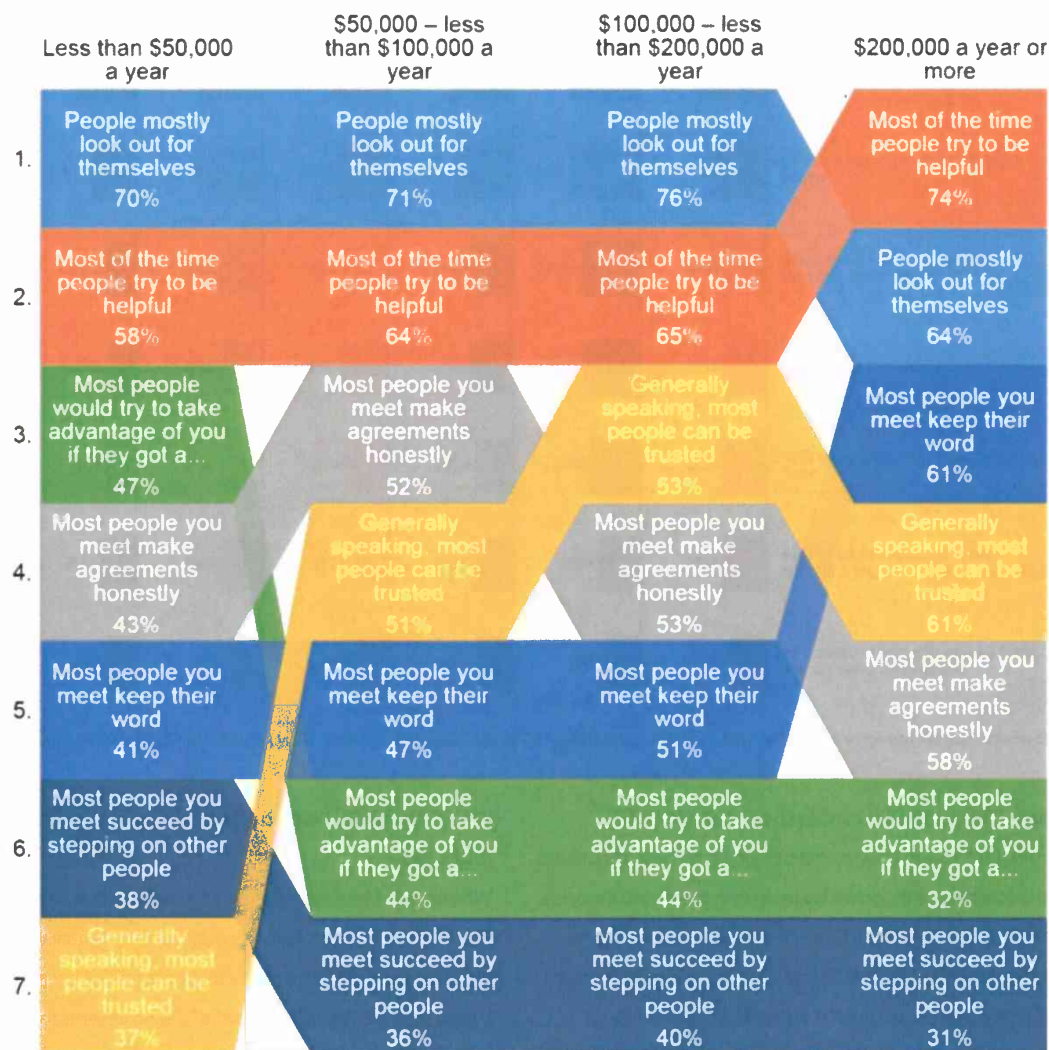 Less than $50,000
a year
$50,000 – less
than $100,000 a
year
$100,000 – less
than $200,000 a
year
$200,000 a year or
more
1.
People mostly
look out for
themselves
70%
People mostly
look out for
themselves
71%
People mostly
look out for
themselves
76%
Most of the time
people try to be
helpful
74%
2.
Most of the time
people try to be
helpful
58%
Most of the time
people try to be
helpful
64%
Most of the time
people try to be
helpful
65%
People mostly
look out for
themselves
64%
3.
Most people
would try to take
advantage of you
if they got a...
47%
Most people you
meet make
agreements
honestly
52%
Generally
speaking, most
people can be
trusted
53%
Most people you
meet keep their
word
61%
4.
Most people you
meet make
agreements
honestly
43%
Generally
speaking, most
people can be
trusted
51%
Most people you
meet make
agreements
honestly
53%
Generally
speaking, most
people can be
trusted
61%
5.
Most people you
meet keep their
word
41%
Most people you
meet keep their
word
47%
Most people you
meet keep their
word
51%
Most people you
meet make
agreements
honestly
58%
6.
Most people you
meet succeed by
stepping on other
people
38%
Most people
would try to take
advantage of you
if they got a...
44%
Most people
would try to take
advantage of you
if they got a...
44%
Most people
would try to take
advantage of you
if they got a...
32%
7.
Generally
speaking, most
people can be
trusted
37%
Most people you
meet succeed by
stepping on other
people
36%
Most people you
meet succeed by
stepping on other
people
40%
Most people you
meet succeed by
stepping on other
people
31%